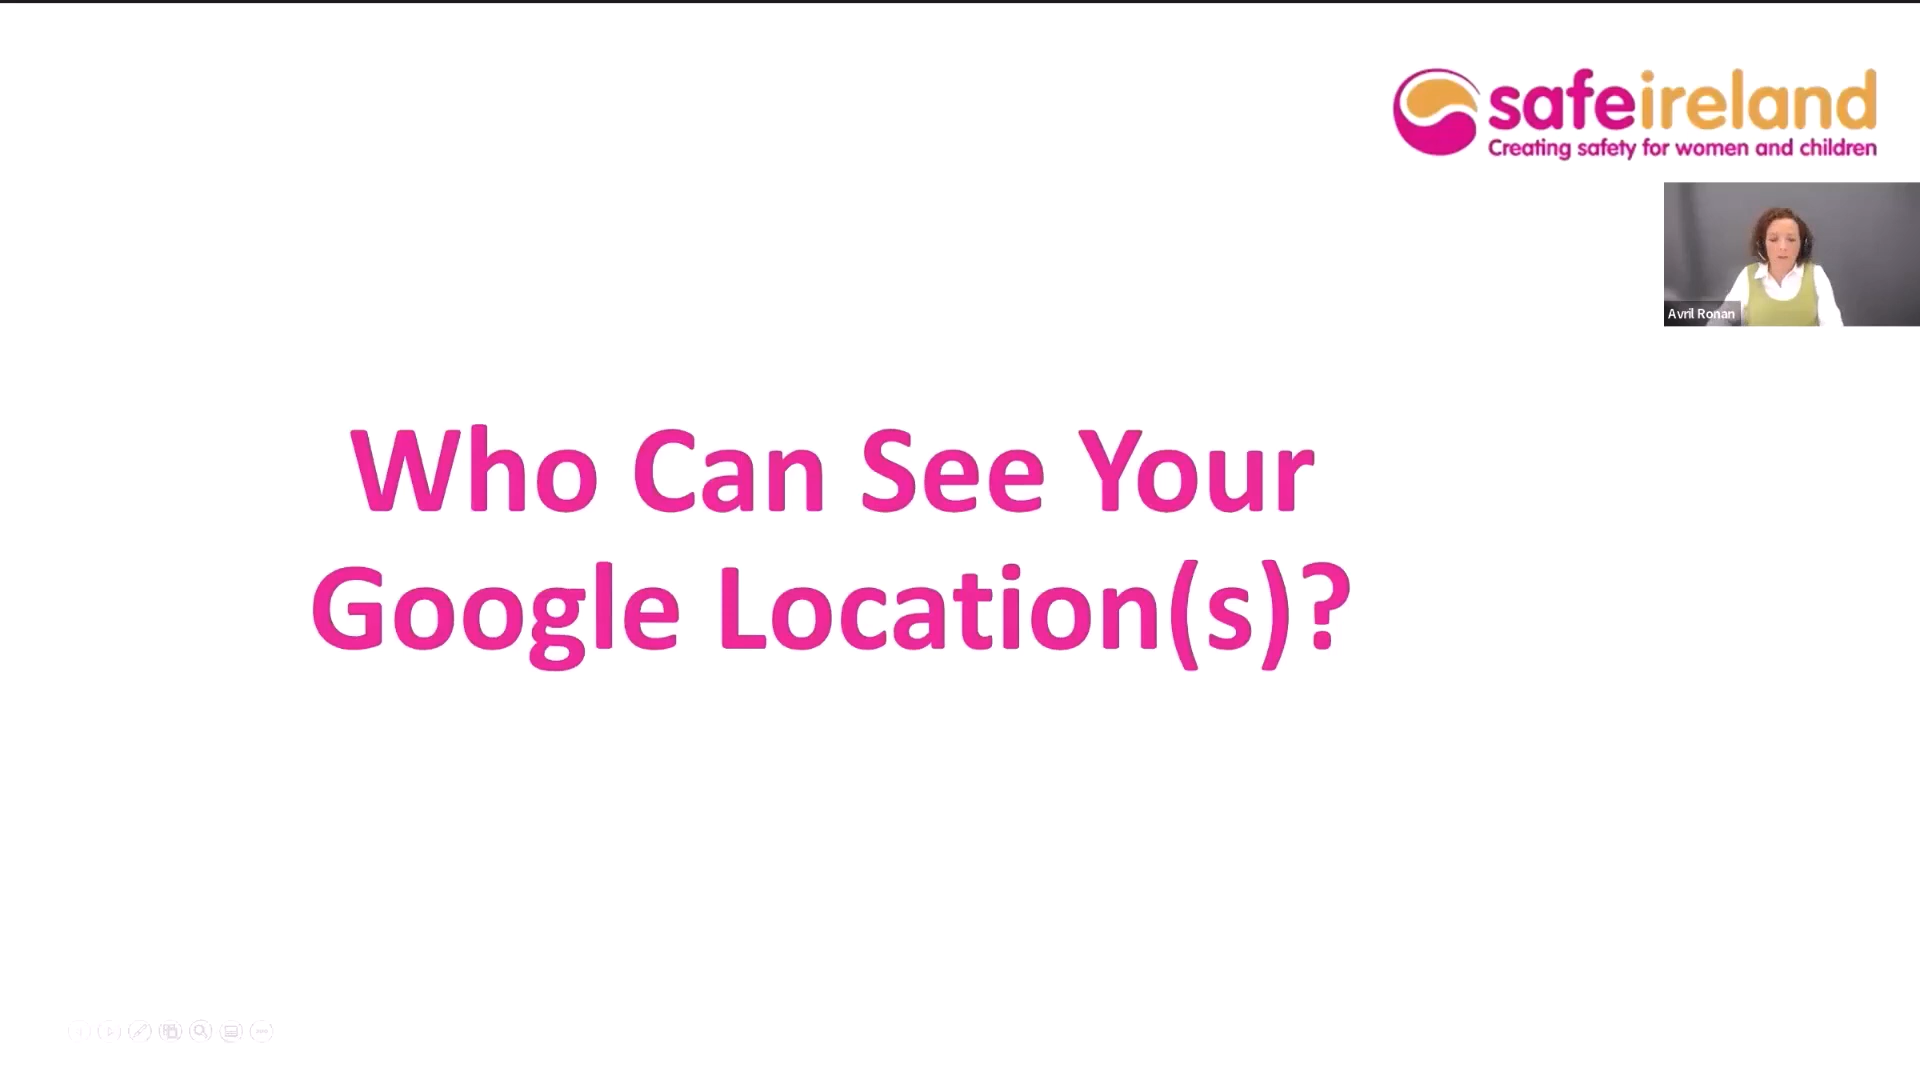 safeireland
Creating safety for women and children
Avril Ronan
Who Can See Your
Google Location(s)?